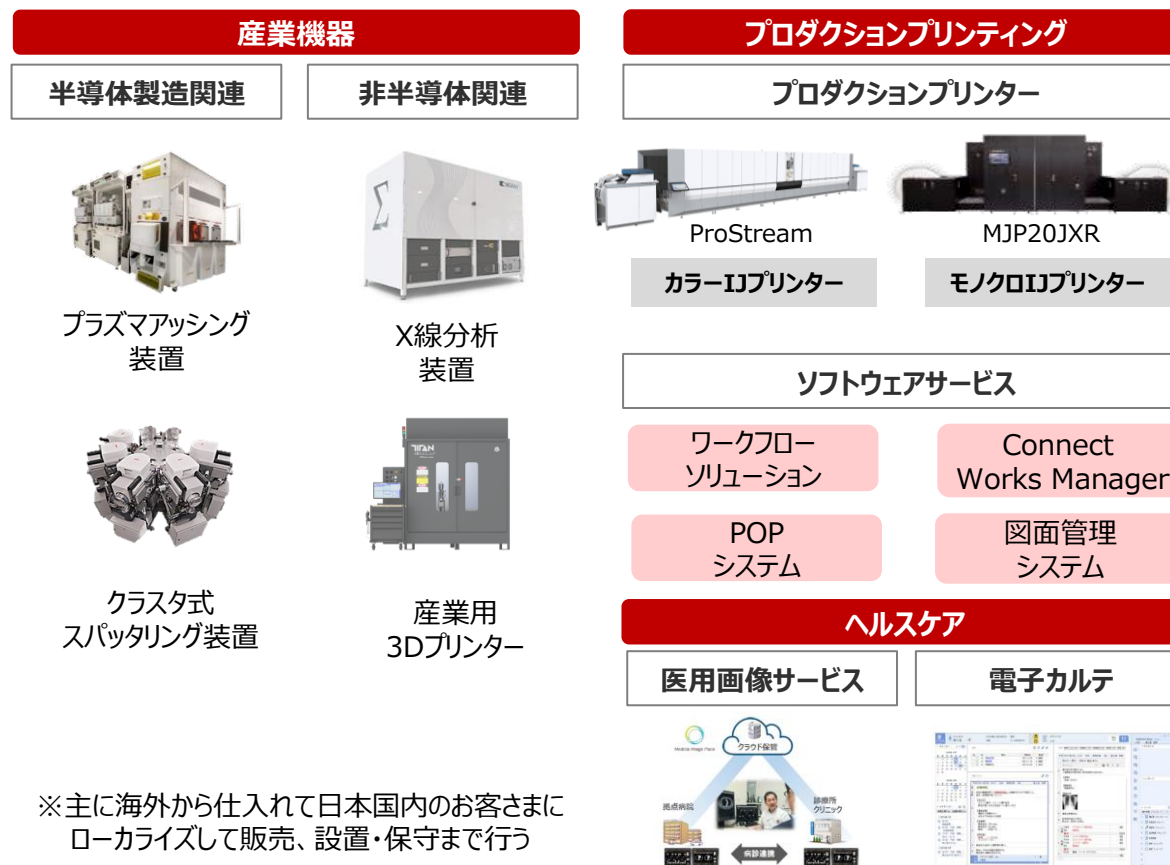 産業機器
半導体製造関連
非半導体関連
プラズマアッシング
装置
X線分析
装置
クラスタ式
スパッタリング装置
TITAN
産業用
3Dプリンター
※主に海外から仕入れて日本国内のお客さまに
ローカライズして販売、設置・保守まで行う
プロダクションプリンティング
プロダクションプリンター
ProStream
MJP20JXR
カラーIJプリンター
モノクロIJプリンター
ソフトウェアサービス
ワークフロー
ソリューション
Connect
Works Manager
POP
システム
図面管理
システム
ヘルスケア
医用画像サービス
電子カルテ
クラウド保管
拠点病院
診療所
クリニック
病診連携